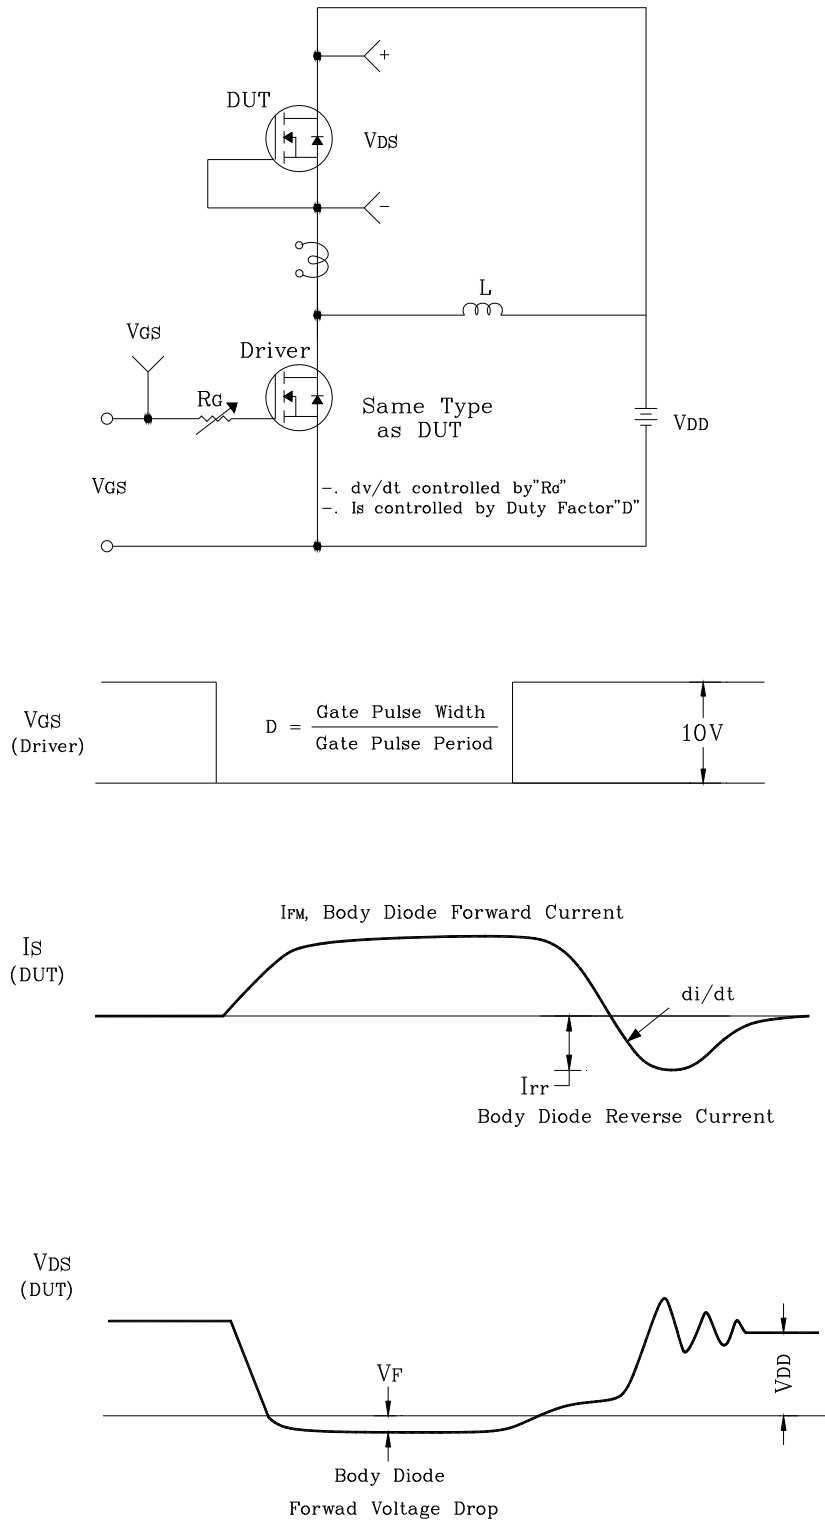 +
DUT
VDS
−
L
VGS
Driver
RG
Same Type
as DUT
VDD
VGS
−. dv/dt controlled by"RG"
−. Is controlled by Duty Factor"D"
VGS
(Driver)
D = Gate Pulse Width
Gate Pulse Period
10V
IFM, Body Diode Forward Current
IS
(DUT)
di/dt
Irr
Body Diode Reverse Current
VDS
(DUT)
VF
VDD
Body Diode
Forwad Voltage Drop